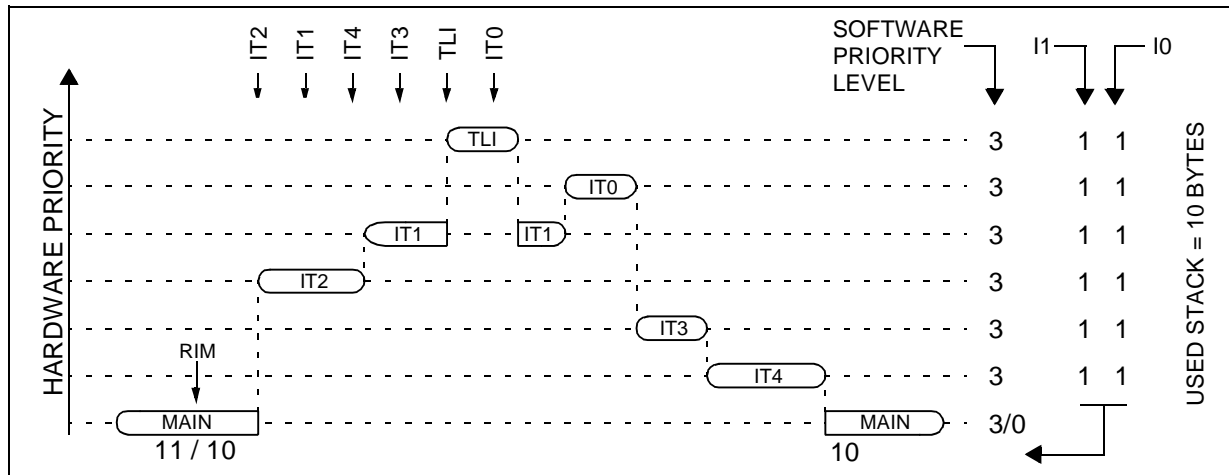 IT2
IT1
IT4
IT3
TLI
IT0
SOFTWARE
PRIORITY
LEVEL
I1
I0
HARDWARE PRIORITY
TLI
3 1 1
IT0
3 1 1
IT1
IT1
3 1 1
IT2
3 1 1
IT3
3 1 1
RIM
IT4
3 1 1
MAIN
MAIN
3/0
11 / 10
10
USED STACK = 10 BYTES